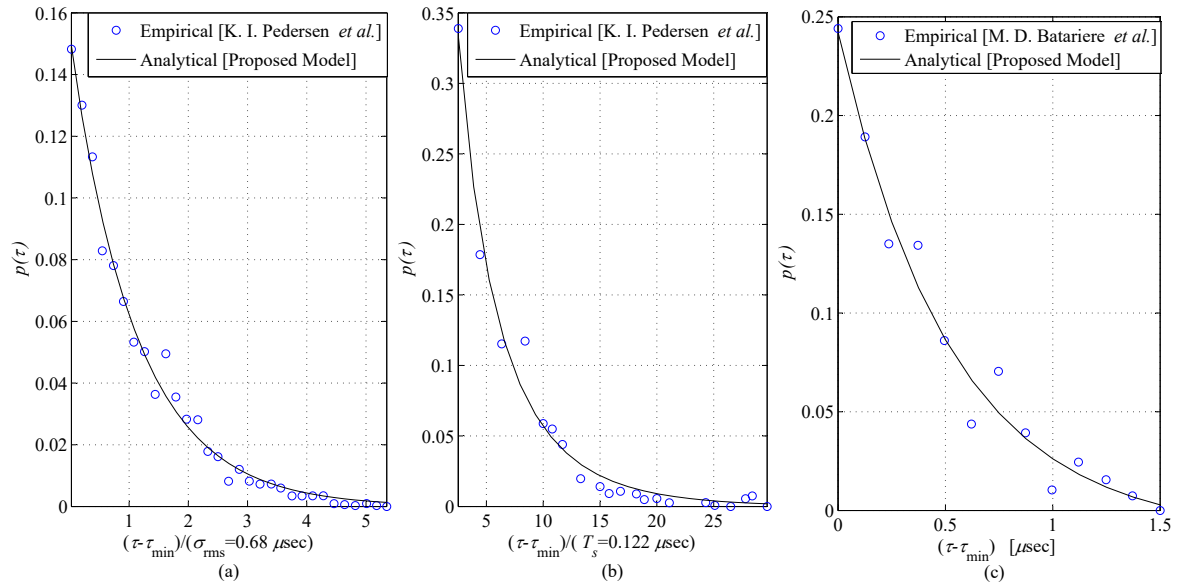 Empirical [K. I. Pedersen et al.]
Analytical [Proposed Model]
p(τ)
0.16
0.14
0.12
0.1
0.08
0.06
0.04
0.02
0
1 2 3 4 5
(τ-τmin)/(σrms=0.68 μsec)
(a)
Empirical [K. I. Pedersen et al.]
Analytical [Proposed Model]
p(τ)
0.35
0.3
0.25
0.2
0.15
0.1
0.05
0
5 10 15 20 25
(τ-τmin)/( Ts=0.122 μsec)
(b)
Empirical [M. D. Batariere et al.]
Analytical [Proposed Model]
p(τ)
0.25
0.2
0.15
0.1
0.05
0
0 0.5 1 1.5
(τ-τmin) [μsec]
(c)